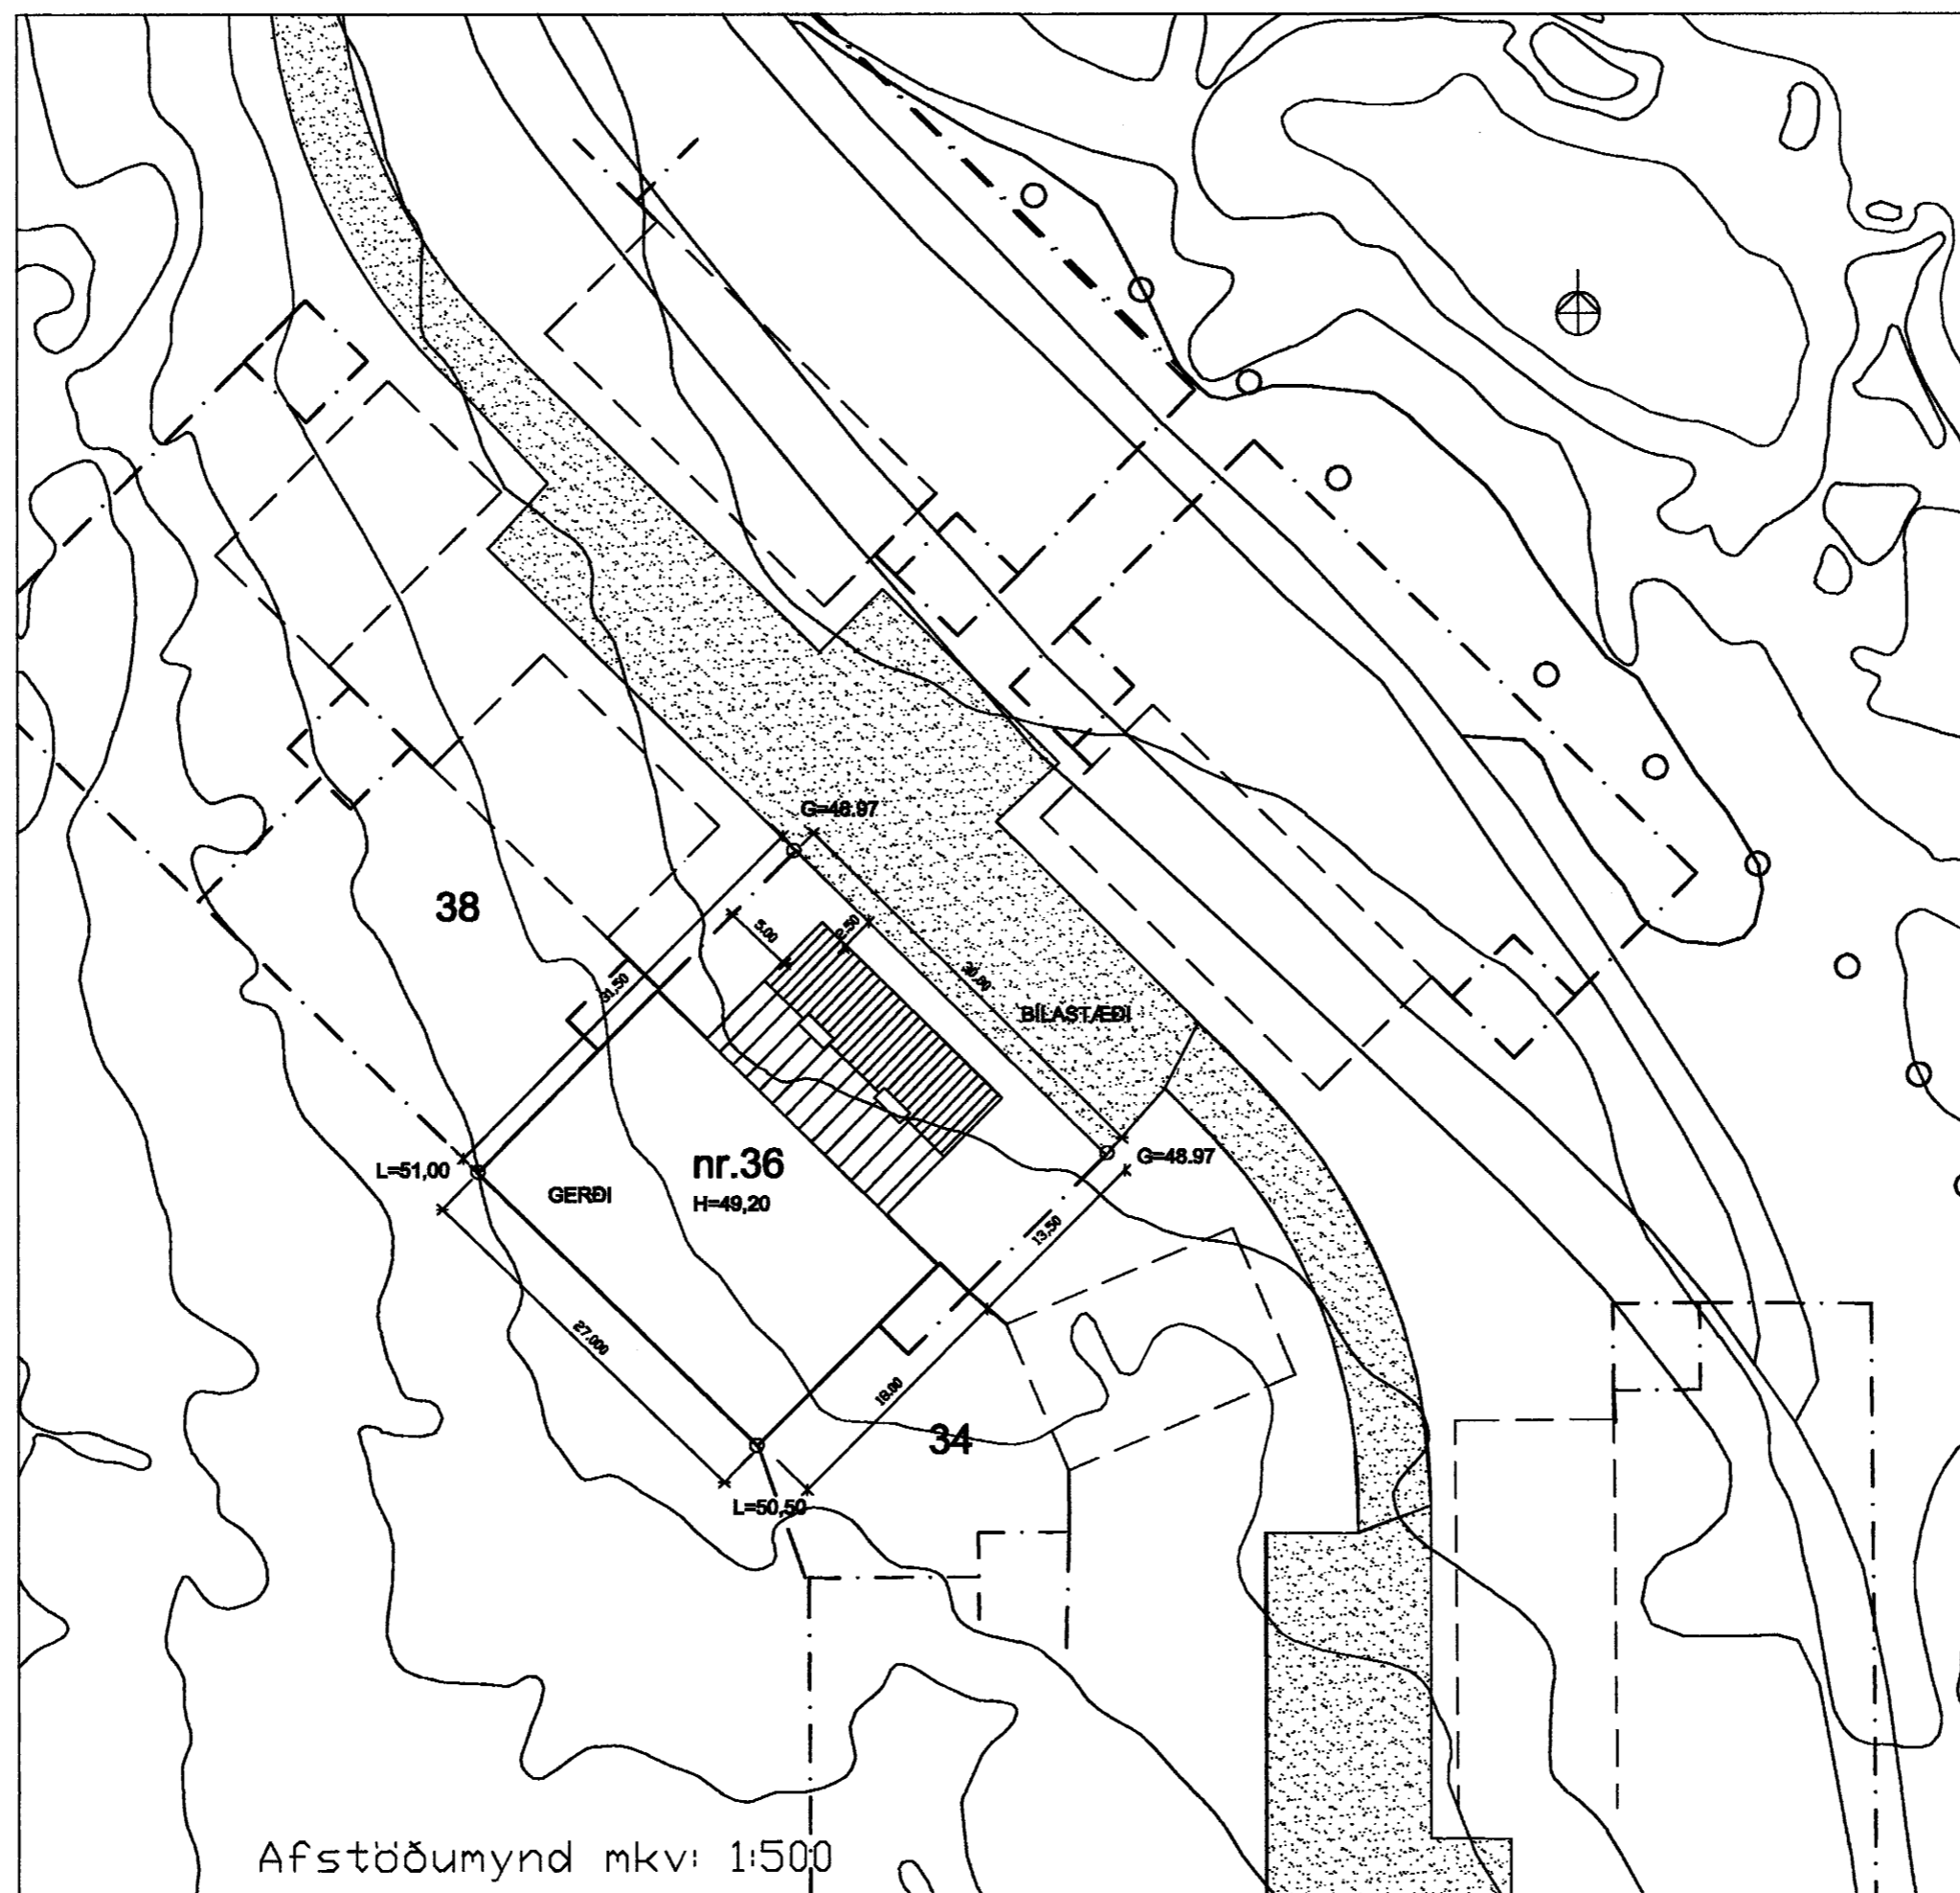 G=48.97
38
5.00
2.50
31,50
30,00
BÍLASTÆÐI
nr.36
L=51,00
G=48.97
GERÐI
H=49,20
13,50
27.000
18.00
34
L=50,50
Afstöðumynd mkv: 1:500